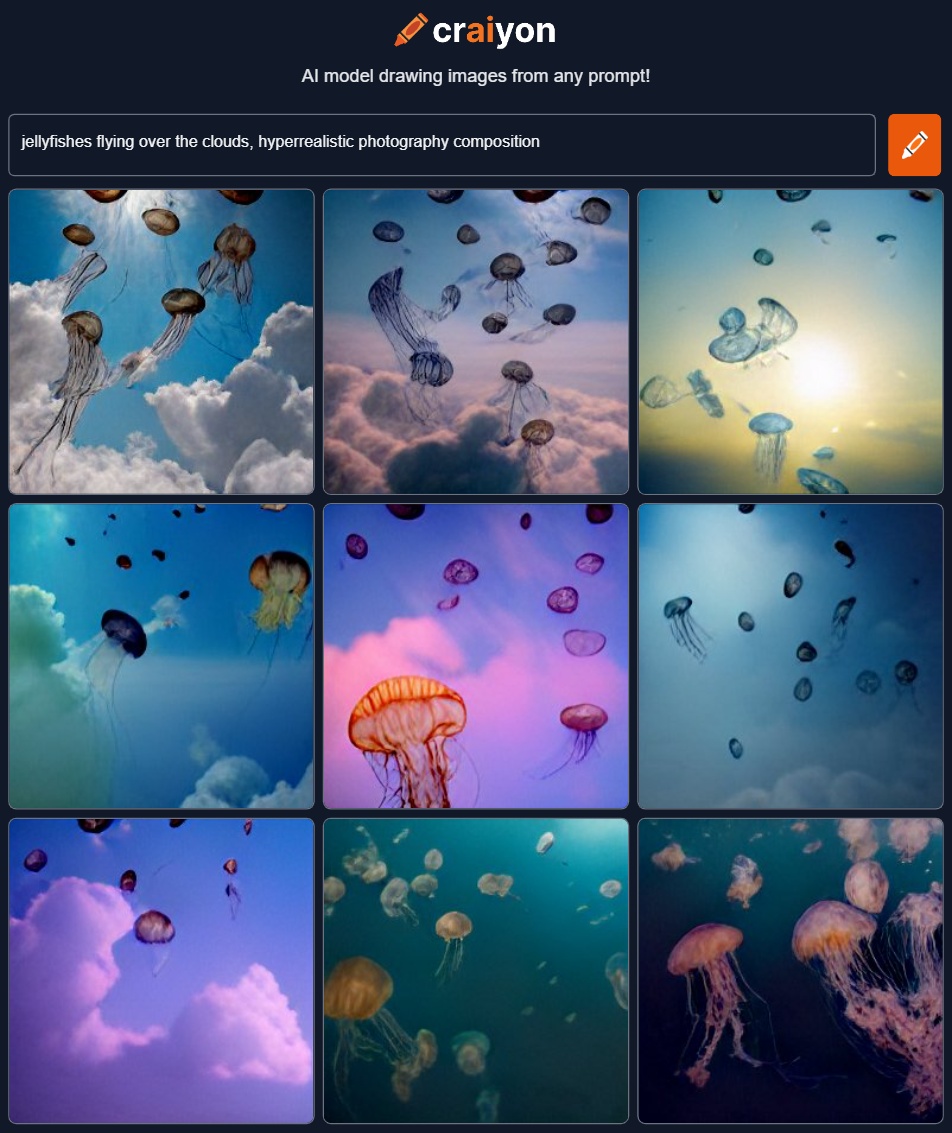 craiyon
AI model drawing images from any prompt!
jellyfishes flying over the clouds, hyperrealistic photography composition